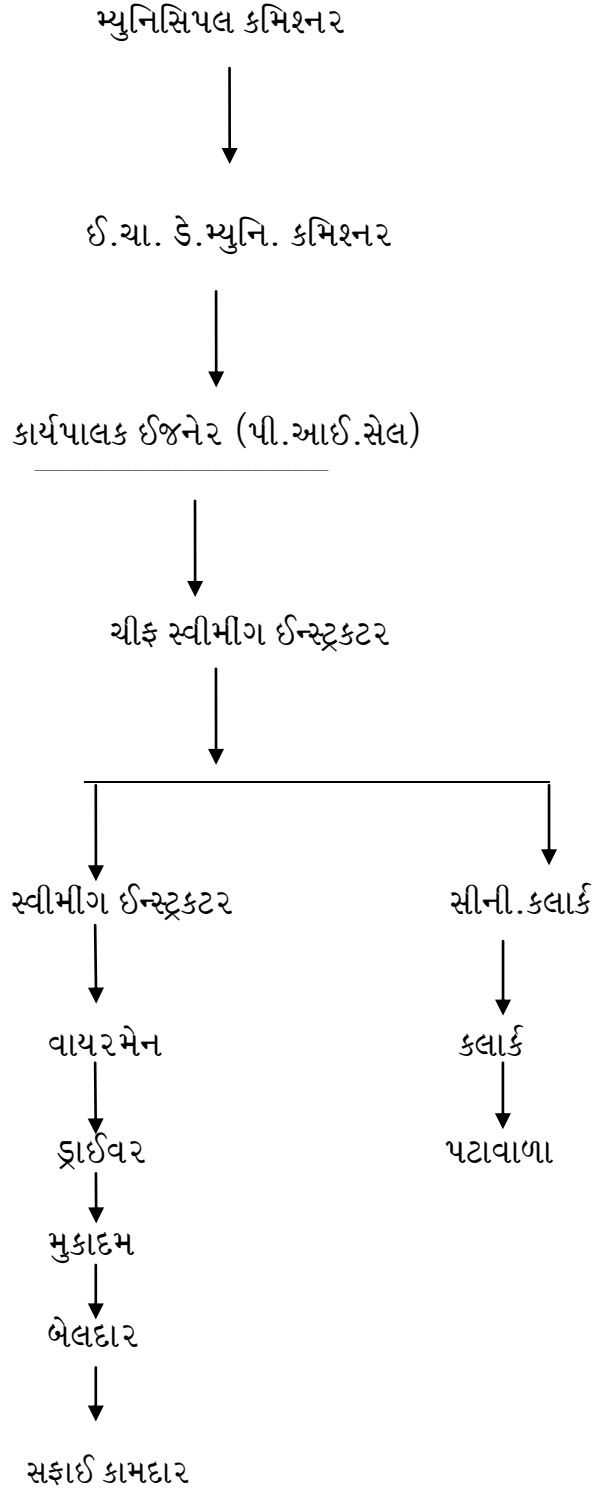 મ્યુનિસિપલ કમિશ્નર
ઈ.ચા. ડે.મ્યુનિ. કમિશ્નર
કાર્યપાલક ઈજનેર (પી.આઈ.સેલ)
ચીફ સ્વીમીંગ ઈન્સ્ટ્રકટર
સ્વીમીંગ ઈન્સ્ટ્રકટર સીની.કલાર્ક
વાયરમેન કલાર્ક
ડ્રાઈવર પટાવાળા
મુકાદમ
બેલદાર
સફાઈ કામદાર